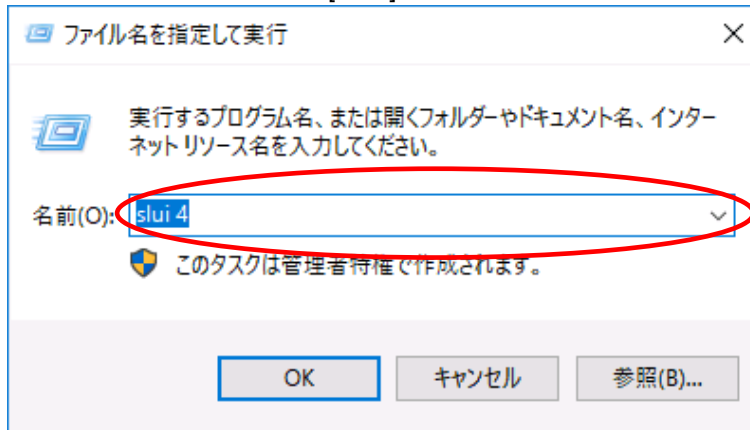 ファイル名を指定して実行
実行するプログラム名、または開くフォルダーやドキュメント名、インター
ネット リソース名を入力してください。
名前(O): slui 4
このタスクは管理者特権で作成されます。
OK キャンセル 参照(B)...